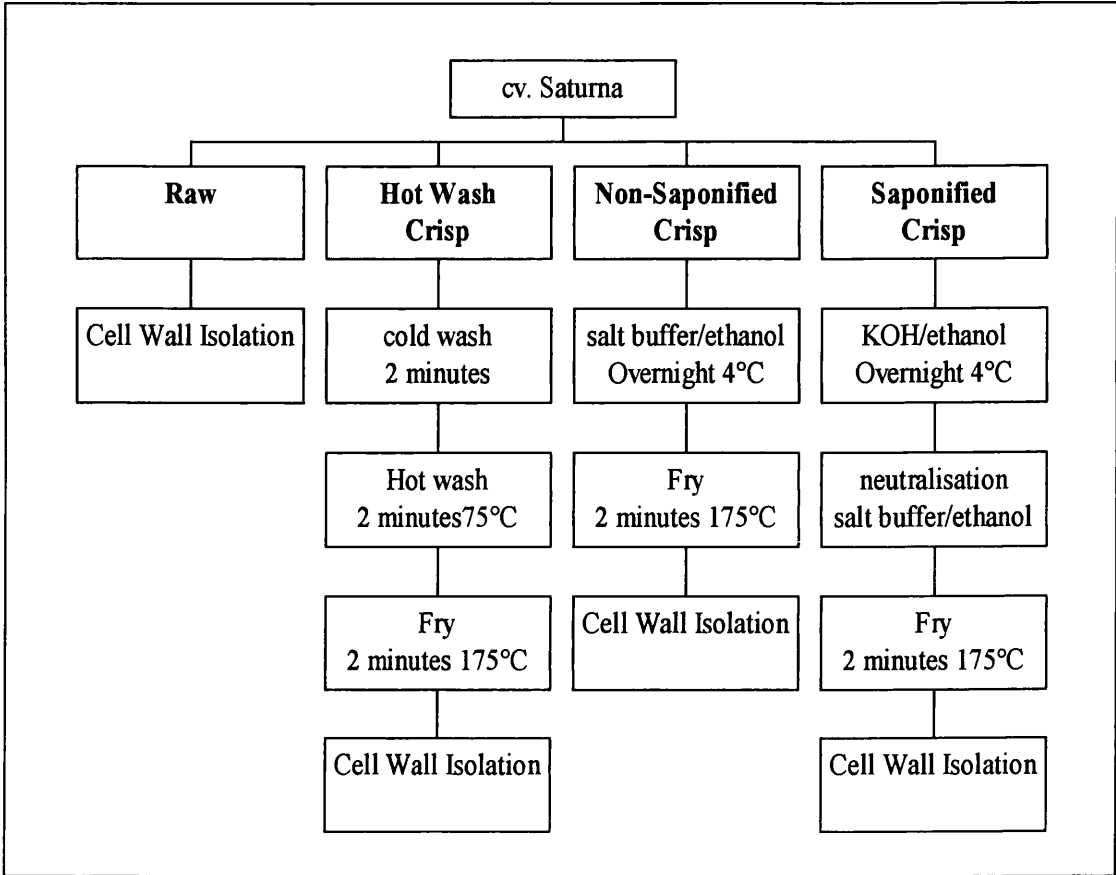 cv. Saturna
Raw
Cell Wall Isolation
Hot Wash
Crisp
cold wash
2 minutes
Hot wash
2 minutes75°C
Fry
2 minutes 175°C
Cell Wall Isolation
Non-Saponified
Crisp
salt buffer/ethanol
Overnight 4°C
Fry
2 minutes 175°C
Cell Wall Isolation
Saponified
Crisp
KOH/ethanol
Overnight 4°C
neutralisation
salt buffer/ethanol
Fry
2 minutes 175°C
Cell Wall Isolation